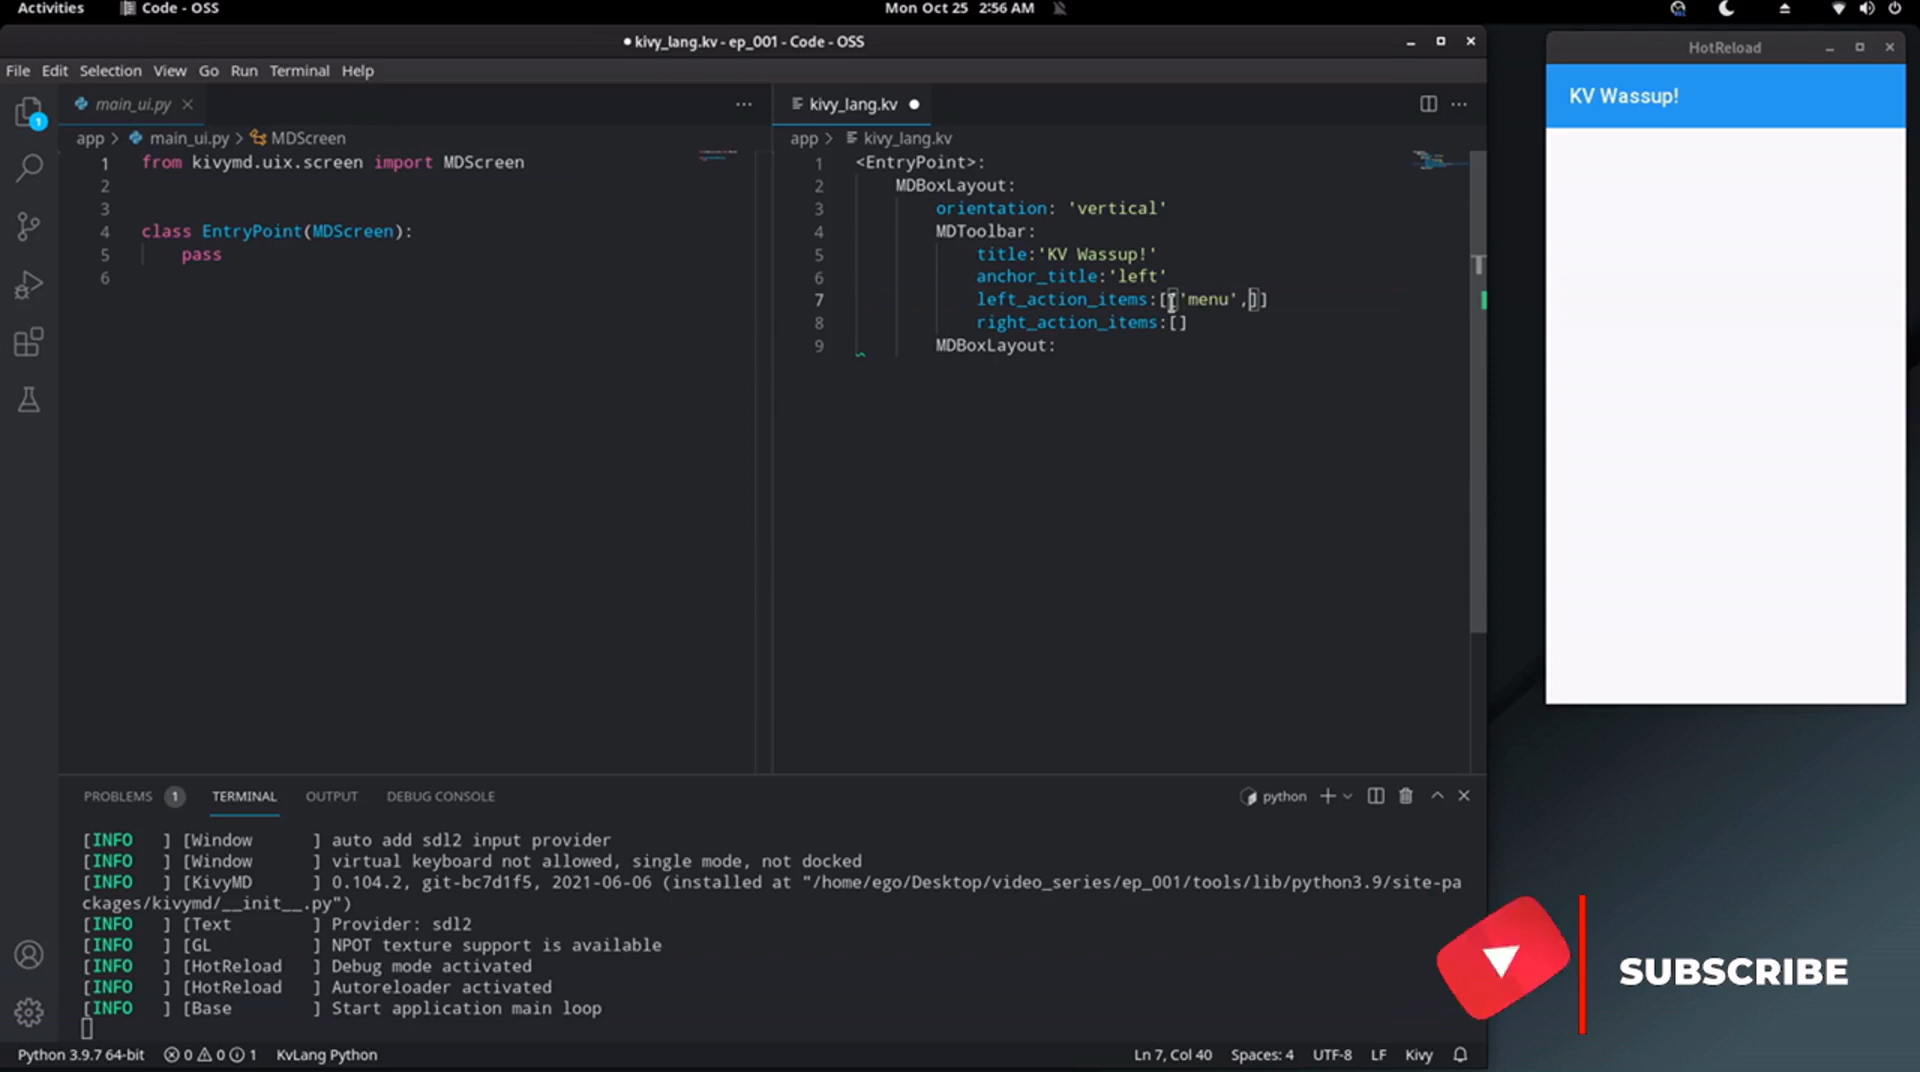 Activities
Code - OSS
Mon Oct 25 2:56 AM
kivy_lang.kv - ep_001 - Code - OSS
File Edit Selection View Go Run Terminal Help
1
main_ui.py
app > main_ui.py > MDScreen
1 from kivymd.uix.screen import MDScreen
2
3
4 class EntryPoint(MDScreen):
5 pass
6
kivy_lang.kv
app > kivy_lang.kv
1 <EntryPoint>:
2 MDBoxLayout:
3 orientation: 'vertical'
4 MDToolbar:
5 title:'KV Wassup!'
6 anchor_title:'left'
7 left_action_items:[['menu',]]
8 right_action_items:[]
9 MDBoxLayout:
HotReload
KV Wassup!
PROBLEMS 1 TERMINAL OUTPUT DEBUG CONSOLE
python
[INFO ] [Window ] auto add sdl2 input provider
[INFO ] [Window ] virtual keyboard not allowed, single mode, not docked
[INFO ] [KivyMD ] 0.104.2, git-bc7d1f5, 2021-06-06 (installed at "/home/ego/Desktop/video_series/ep_001/tools/lib/python3.9/site-pa
ckages/kivymd/__init__.py")
[INFO ] [Text ] Provider: sdl2
[INFO ] [GL ] NPOT texture support is available
[INFO ] [HotReload ] Debug mode activated
[INFO ] [HotReload ] Autoreloader activated
[INFO ] [Base ] Start application main loop
SUBSCRIBE
Python 3.9.7 64-bit 0 0 1 KvLang Python
Ln 7, Col 40 Spaces: 4 UTF-8 LF Kivy